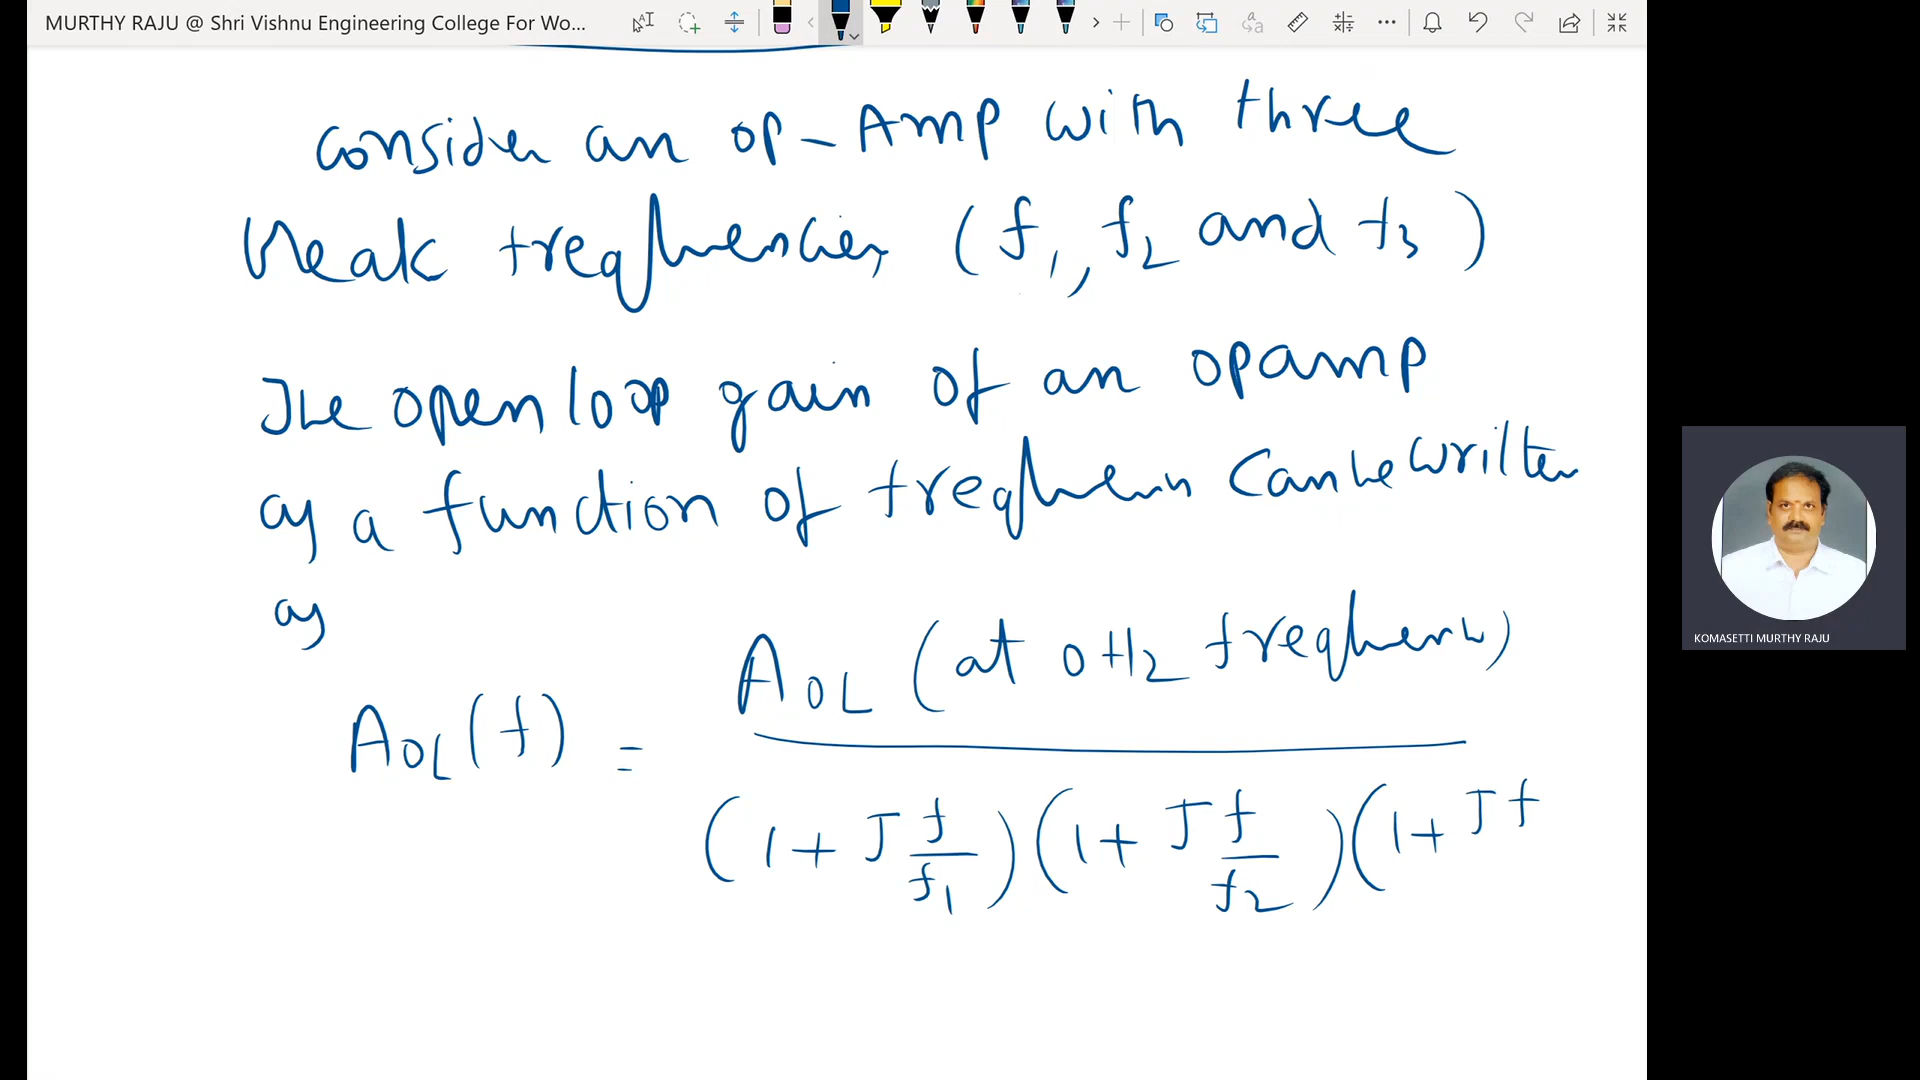 MURTHY RAJU @ Shri Vishnu Engineering College For Wo...
Consider an op-Amp with three
break frequencies (f1, f2 and f3)
The open loop gain of an opamp
as a function of frequency can be written
as
AOL (at 0Hz frequency)
AOL(f) =
(1 + J f/f1)(1 + J f/f2)(1 + J f
KOMASETTI MURTHY RAJU